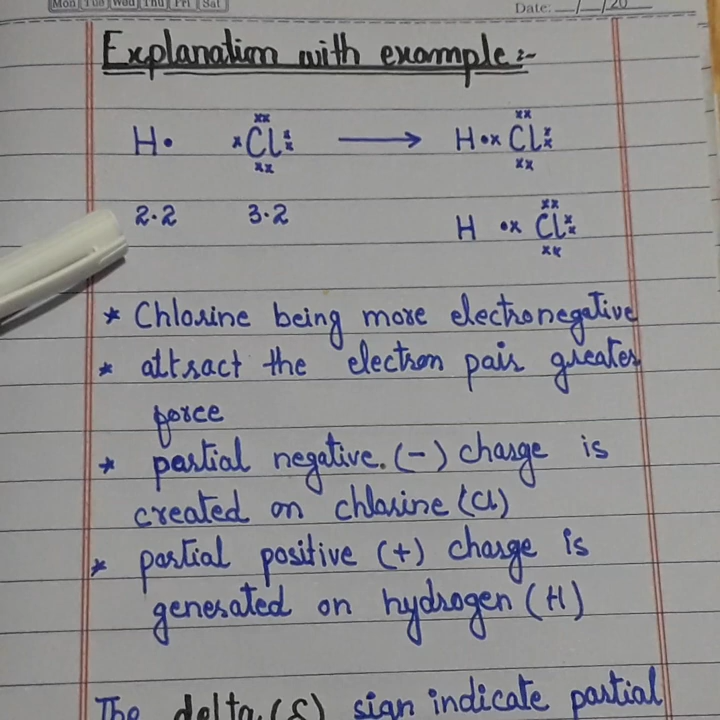 Mon Tue Wed Thu Fri Sat
Date: __/__/20
Explanation with example:-
H• ×Cl ⟶ H•×Cl
2.2 3.2 H •×Cl
* Chlorine being more electronegative
* attract the electron pair greater
force
* partial negative. (-) charge is
created on chlorine (Cl)
* partial positive (+) charge is
generated on hydrogen (H)
The delta (δ) sign indicate partial